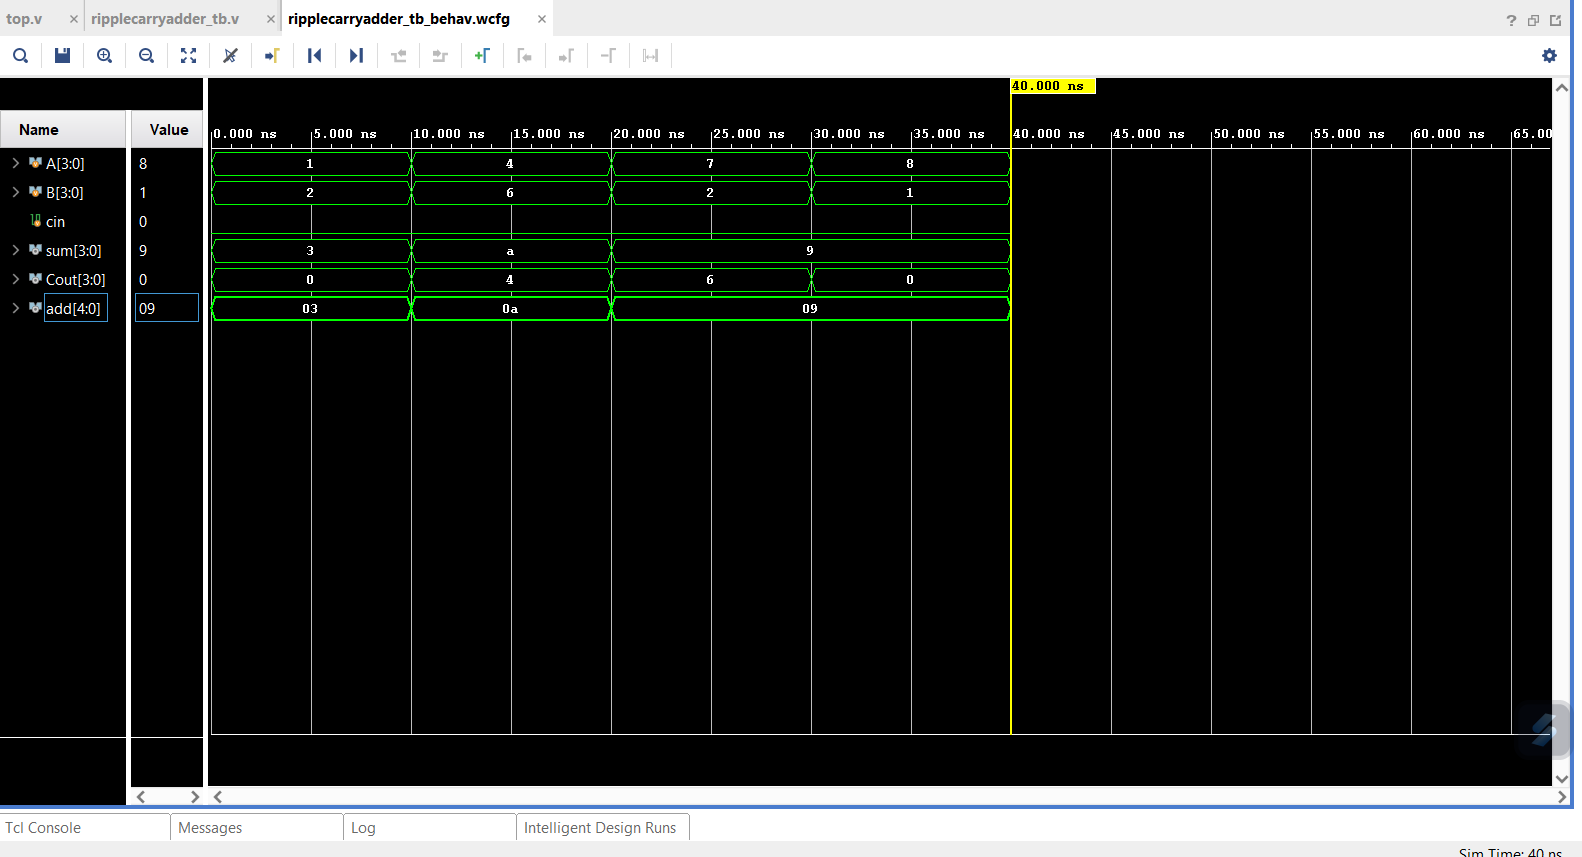 top.v × ripplecarryadder_tb.v × ripplecarryadder_tb_behav.wcfg ×
?
40.000 ns
Name Value
0.000 ns 5.000 ns 10.000 ns 15.000 ns 20.000 ns 25.000 ns 30.000 ns 35.000 ns 40.000 ns 45.000 ns 50.000 ns 55.000 ns 60.000 ns 65.00
A[3:0] 8 1 4 7 8
B[3:0] 1 2 6 2 1
cin 0
sum[3:0] 9 3 a 9
Cout[3:0] 0 0 4 6 0
add[4:0] 09 03 0a 09
Tcl Console Messages Log Intelligent Design Runs
Sim Time: 40 ns